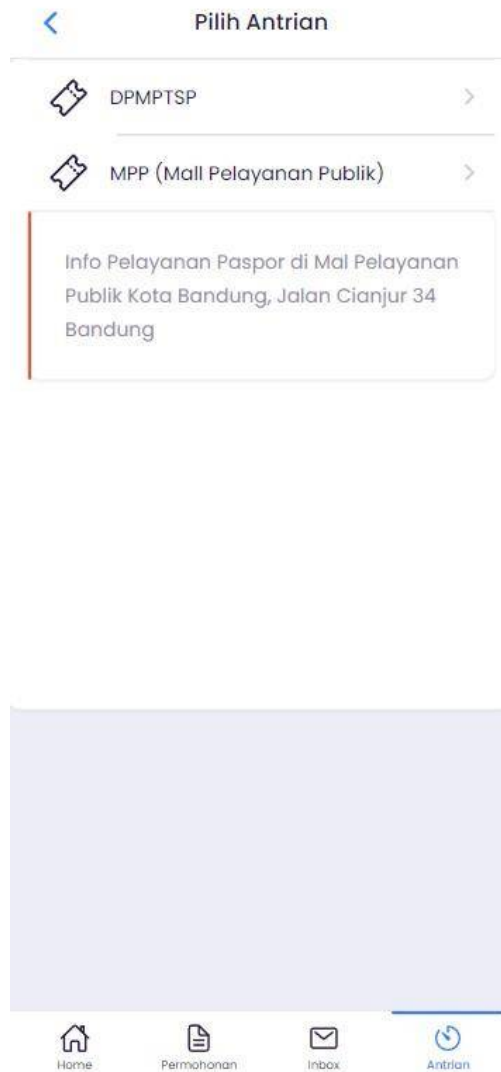 Pilih Antrian
DPMPTSP
MPP (Mall Pelayanan Publik)
Info Pelayanan Paspor di Mal Pelayanan
Publik Kota Bandung, Jalan Cianjur 34
Bandung
Home
Permohonan
Inbox
Antrian